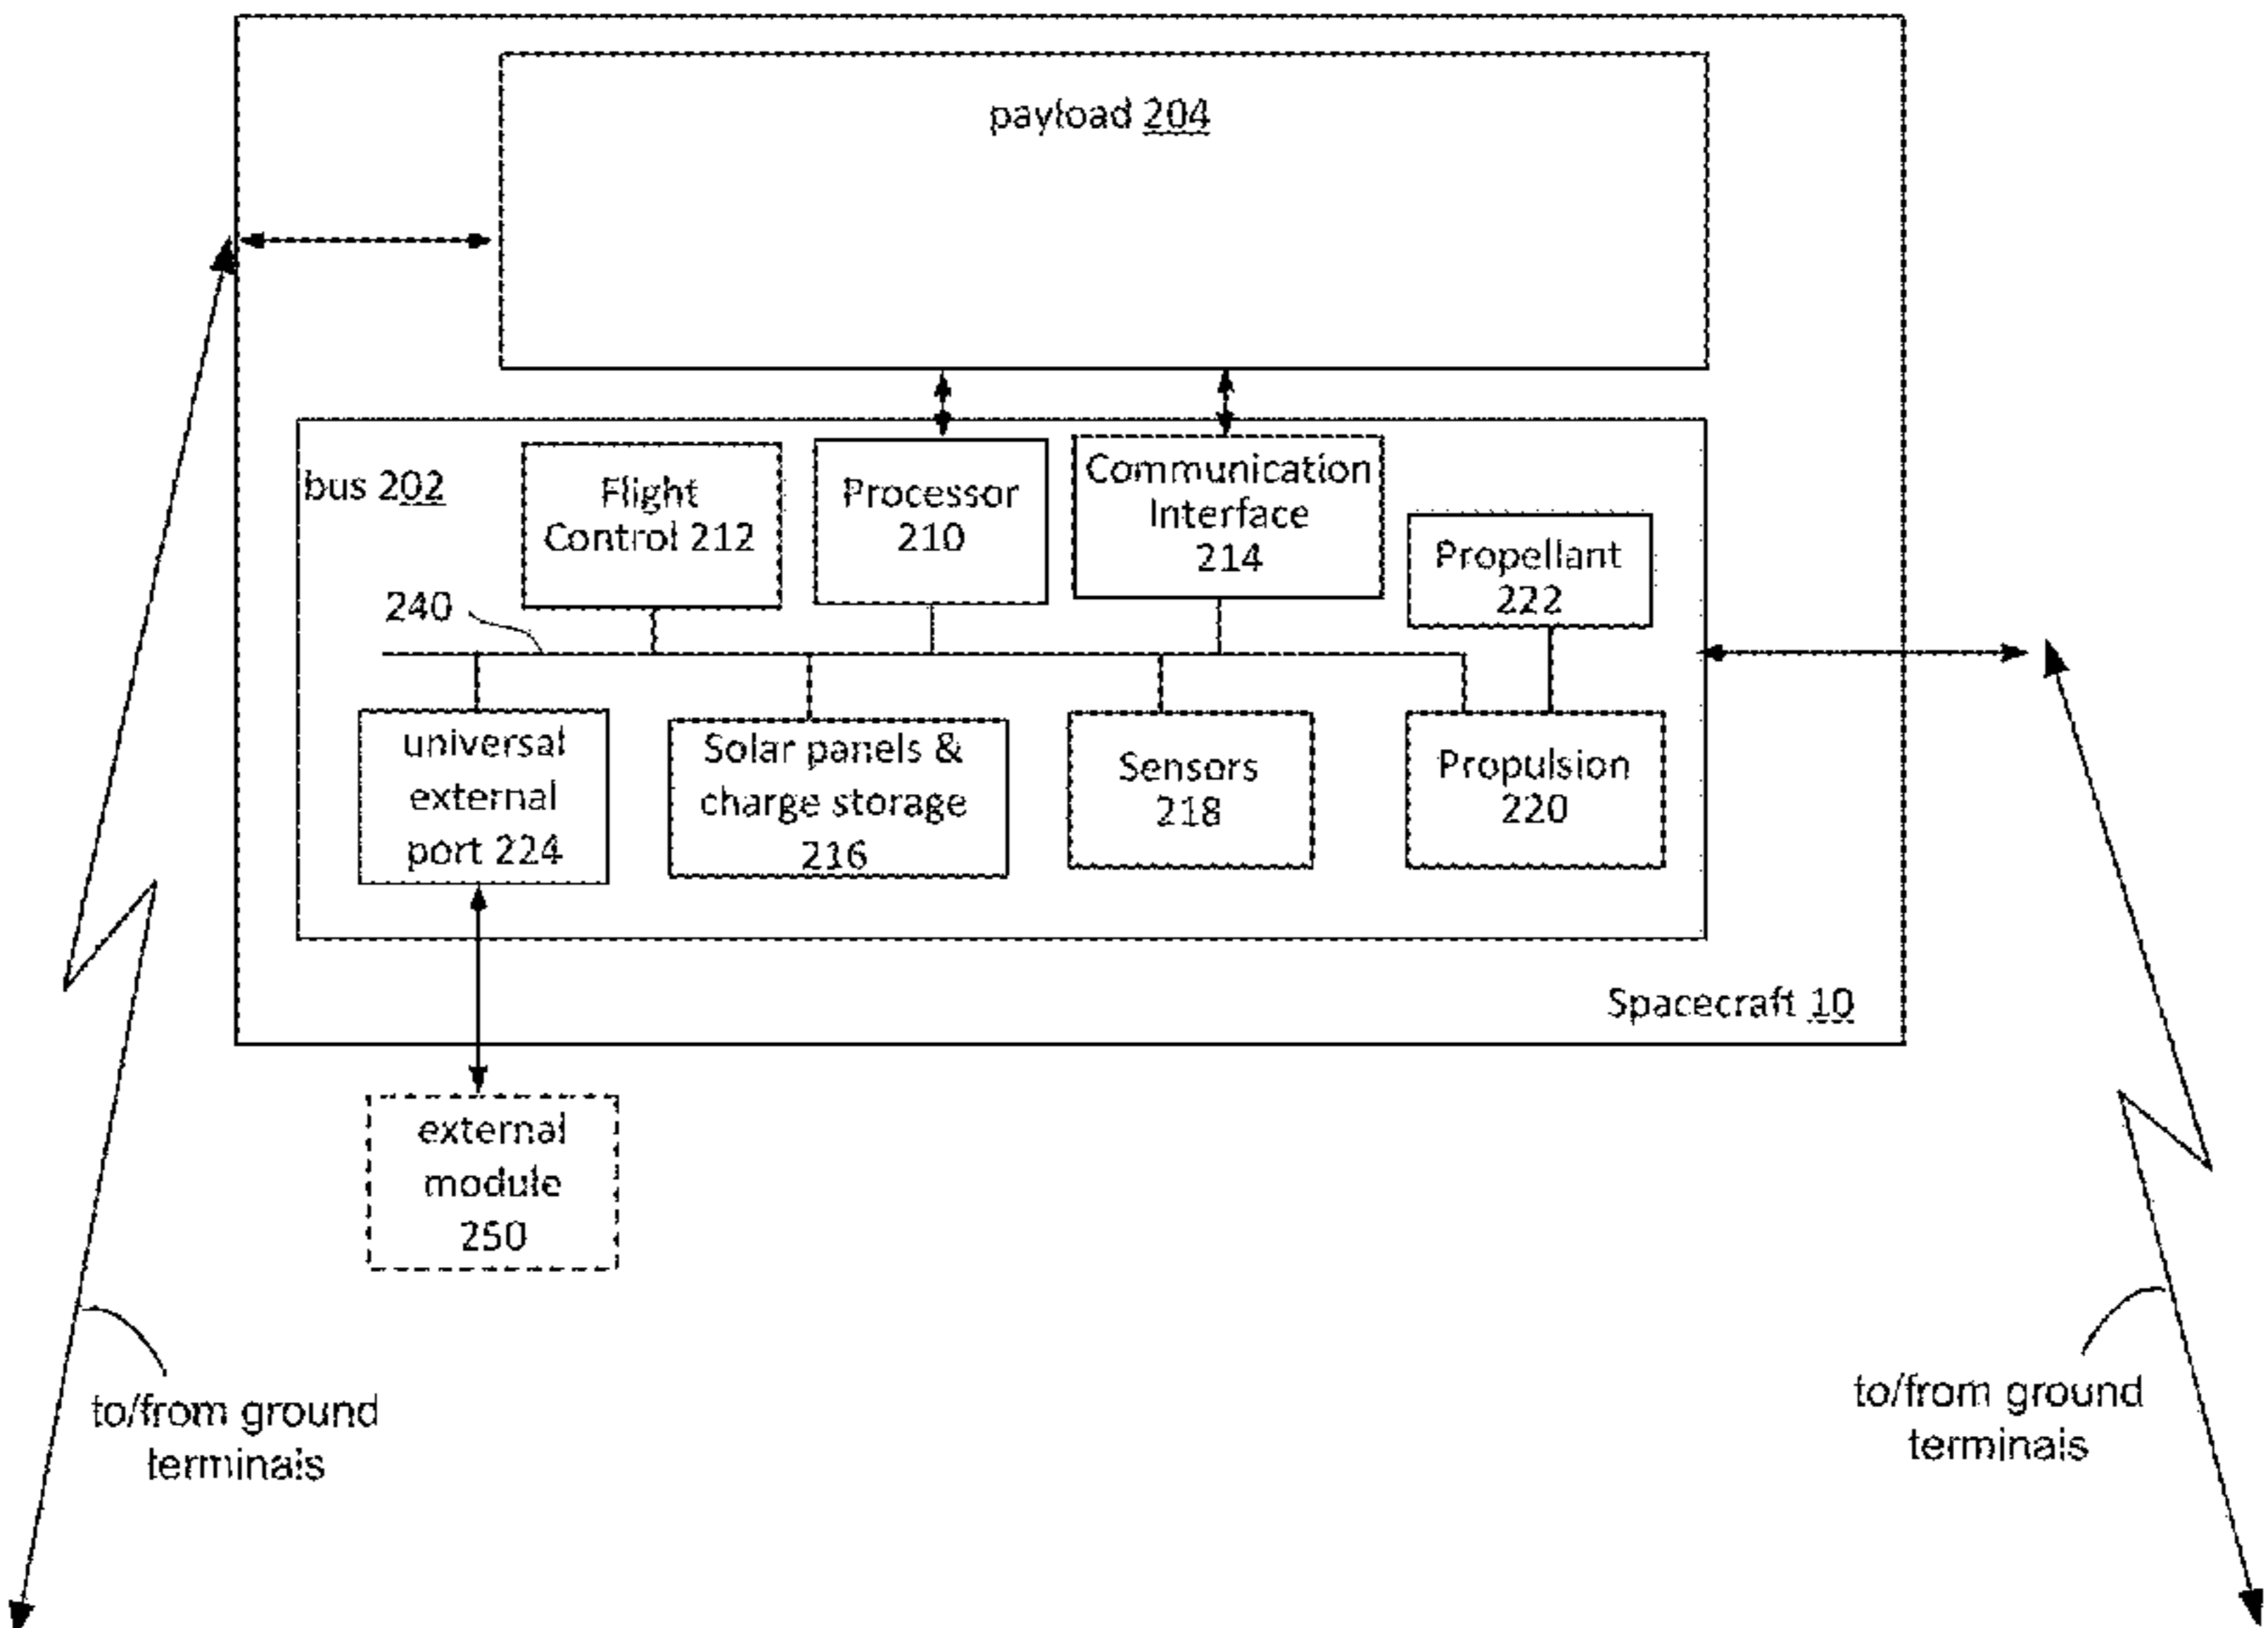 payload 204
bus 202
Flight
Control 212
Processor
210
Communication
Interface
214
Propellant
222
240
universal
external
port 224
Solar panels &
charge storage
216
Sensors
218
Propulsion
220
Spacecraft 10
external
module
250
to/from ground
terminals
to/from ground
terminals